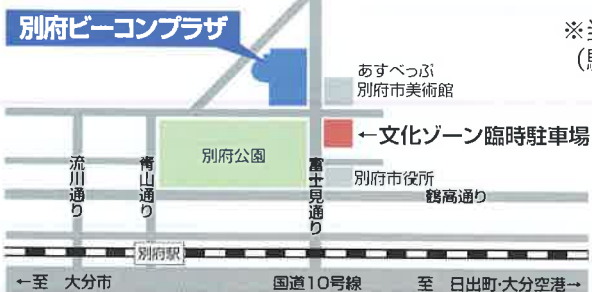 別府ビーコンプラザ
※当
(駐
あすべっぷ
別府市美術館
←文化ゾーン臨時駐車場
別府公園
流川通り
青山通り
富士見通り
別府市役所
鶴高通り
別府駅
←至 大分市
国道10号線
至 日出町・大分空港→